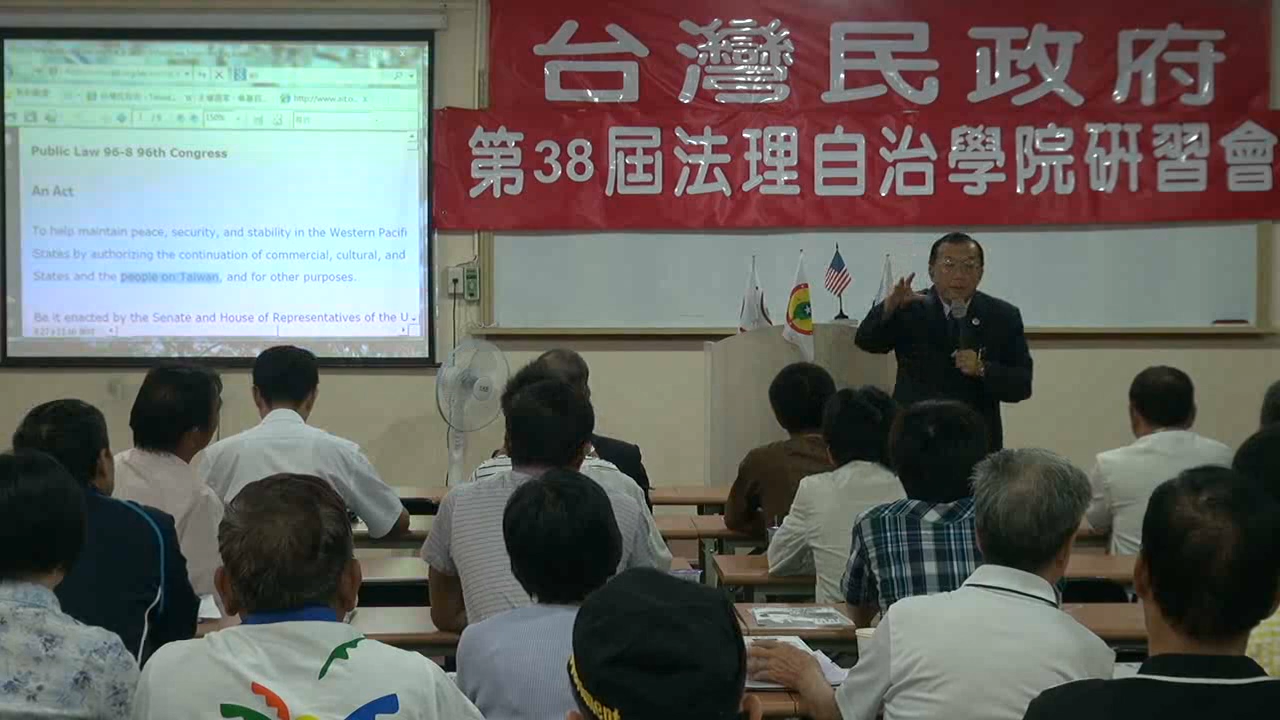 台灣民政府
第38屆法理自治學院研習會
150%
Public Law 96-8 96th Congress
An Act
To help maintain peace, security, and stability in the Western Pacifi
States by authorizing the continuation of commercial, cultural, and
States and the people on Taiwan, and for other purposes.
Be it enacted by the Senate and House of Representatives of the U